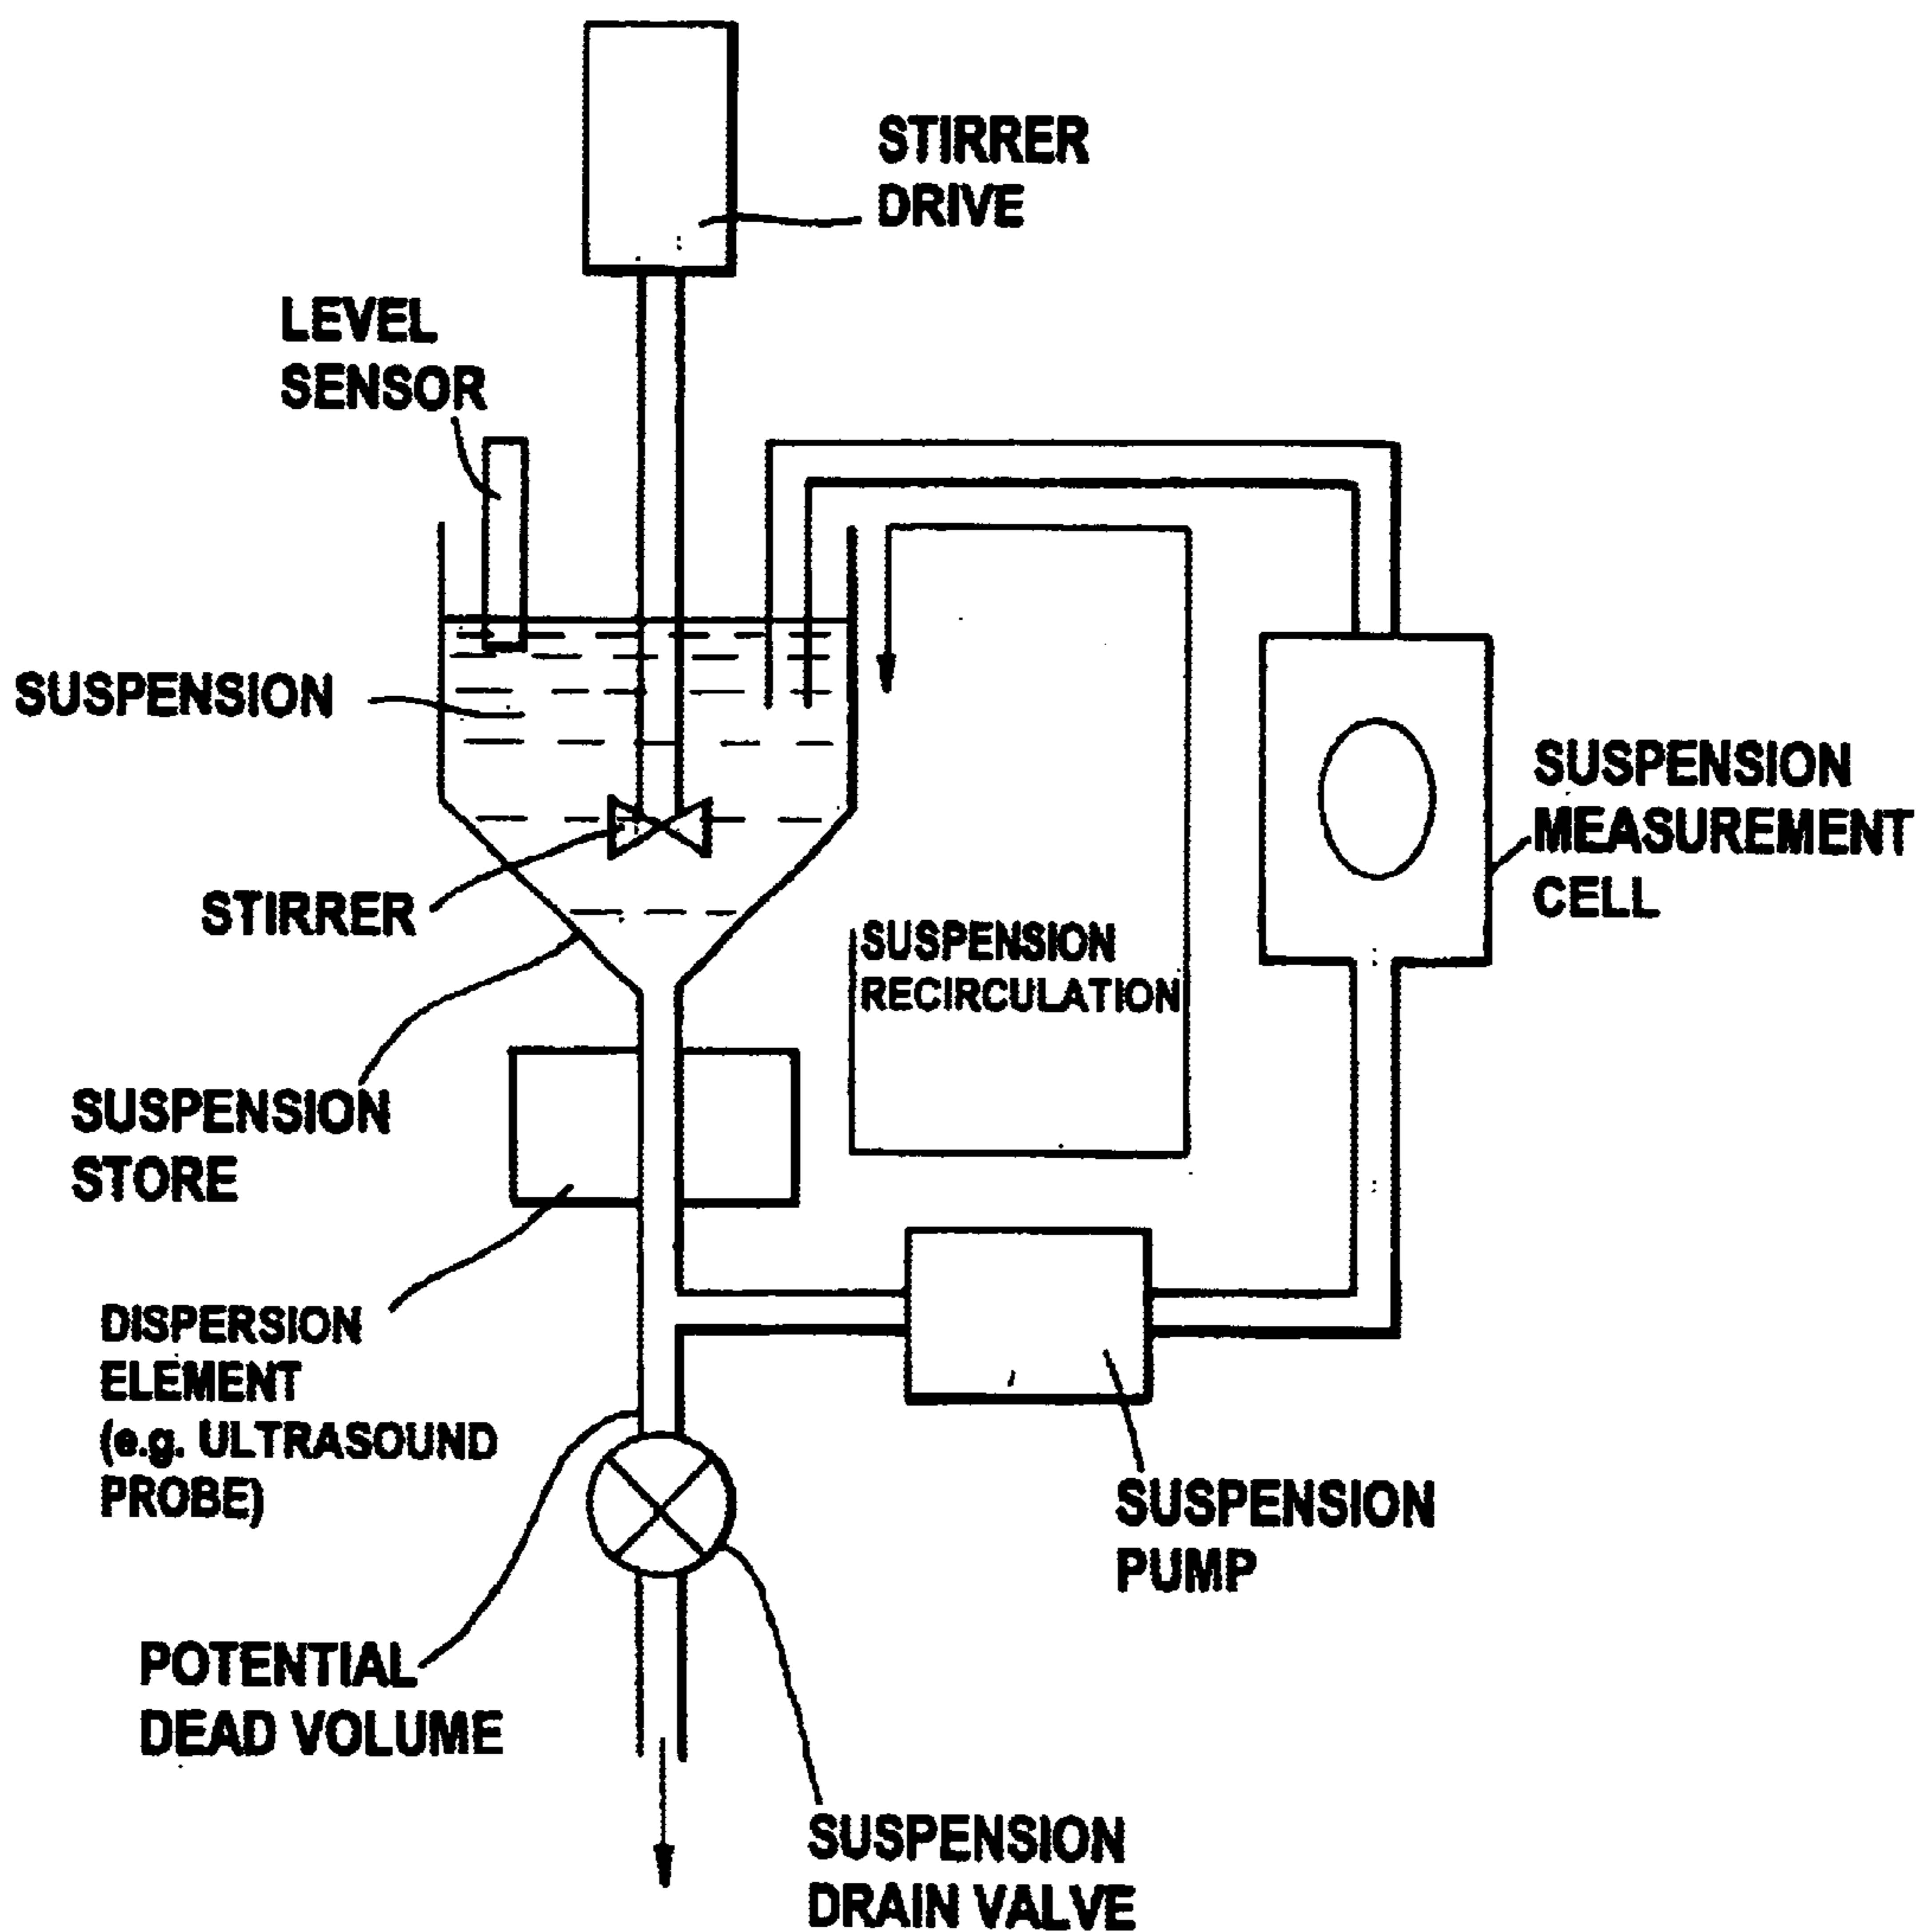 STIRRER
DRIVE
LEVEL
SENSOR
SUSPENSION
SUSPENSION
MEASUREMENT
CELL
STIRRER
SUSPENSION
RECIRCULATION
SUSPENSION
STORE
DISPERSION
ELEMENT
(e.g. ULTRASOUND
PROBE)
SUSPENSION
PUMP
POTENTIAL
DEAD VOLUME
SUSPENSION
DRAIN VALVE